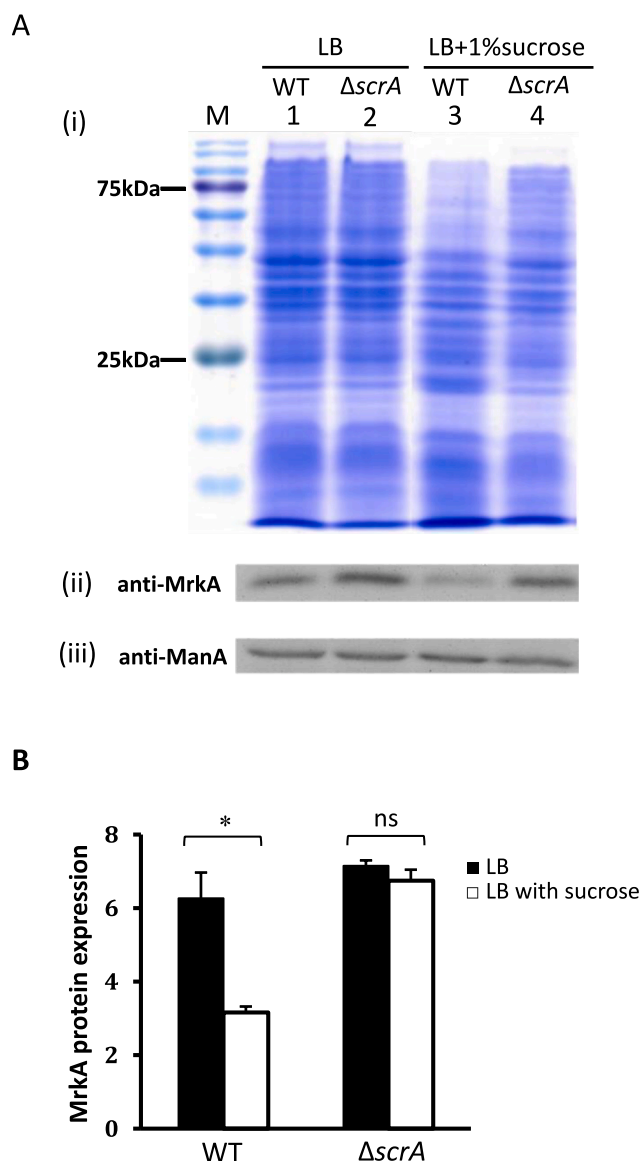 A
LB LB+1%sucrose
WT ΔscrA WT ΔscrA
(i) M 1 2 3 4
75kDa
25kDa
(ii) anti-MrkA
(iii) anti-ManA
B
* ns
8
6
4
2
0
MrkA protein expression
LB
LB with sucrose
WT ΔscrA